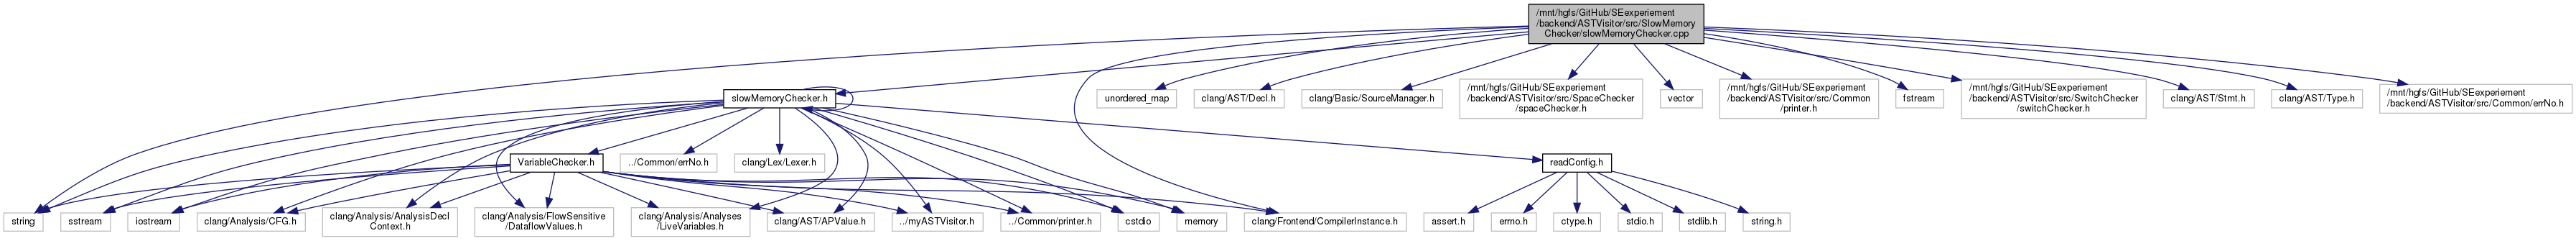 /mnt/hgfs/GitHub/SEexperiement
/backend/ASTVisitor/src/SlowMemory
Checker/slowMemoryChecker.cpp
slowMemoryChecker.h
unordered_map
clang/AST/Decl.h
clang/Basic/SourceManager.h
/mnt/hgfs/GitHub/SEexperiement
/backend/ASTVisitor/src/SpaceChecker
/spaceChecker.h
vector
/mnt/hgfs/GitHub/SEexperiement
/backend/ASTVisitor/src/Common
/printer.h
fstream
/mnt/hgfs/GitHub/SEexperiement
/backend/ASTVisitor/src/SwitchChecker
/switchChecker.h
clang/AST/Stmt.h
clang/AST/Type.h
/mnt/hgfs/GitHub/SEexperiement
/backend/ASTVisitor/src/Common/errNo.h
VariableChecker.h
../Common/errNo.h
clang/Lex/Lexer.h
readConfig.h
string
sstream
iostream
clang/Analysis/CFG.h
clang/Analysis/AnalysisDecl
Context.h
clang/Analysis/FlowSensitive
/DataflowValues.h
clang/Analysis/Analyses
/LiveVariables.h
clang/AST/APValue.h
../myASTVisitor.h
../Common/printer.h
cstdio
memory
clang/Frontend/CompilerInstance.h
assert.h
errno.h
ctype.h
stdio.h
stdlib.h
string.h